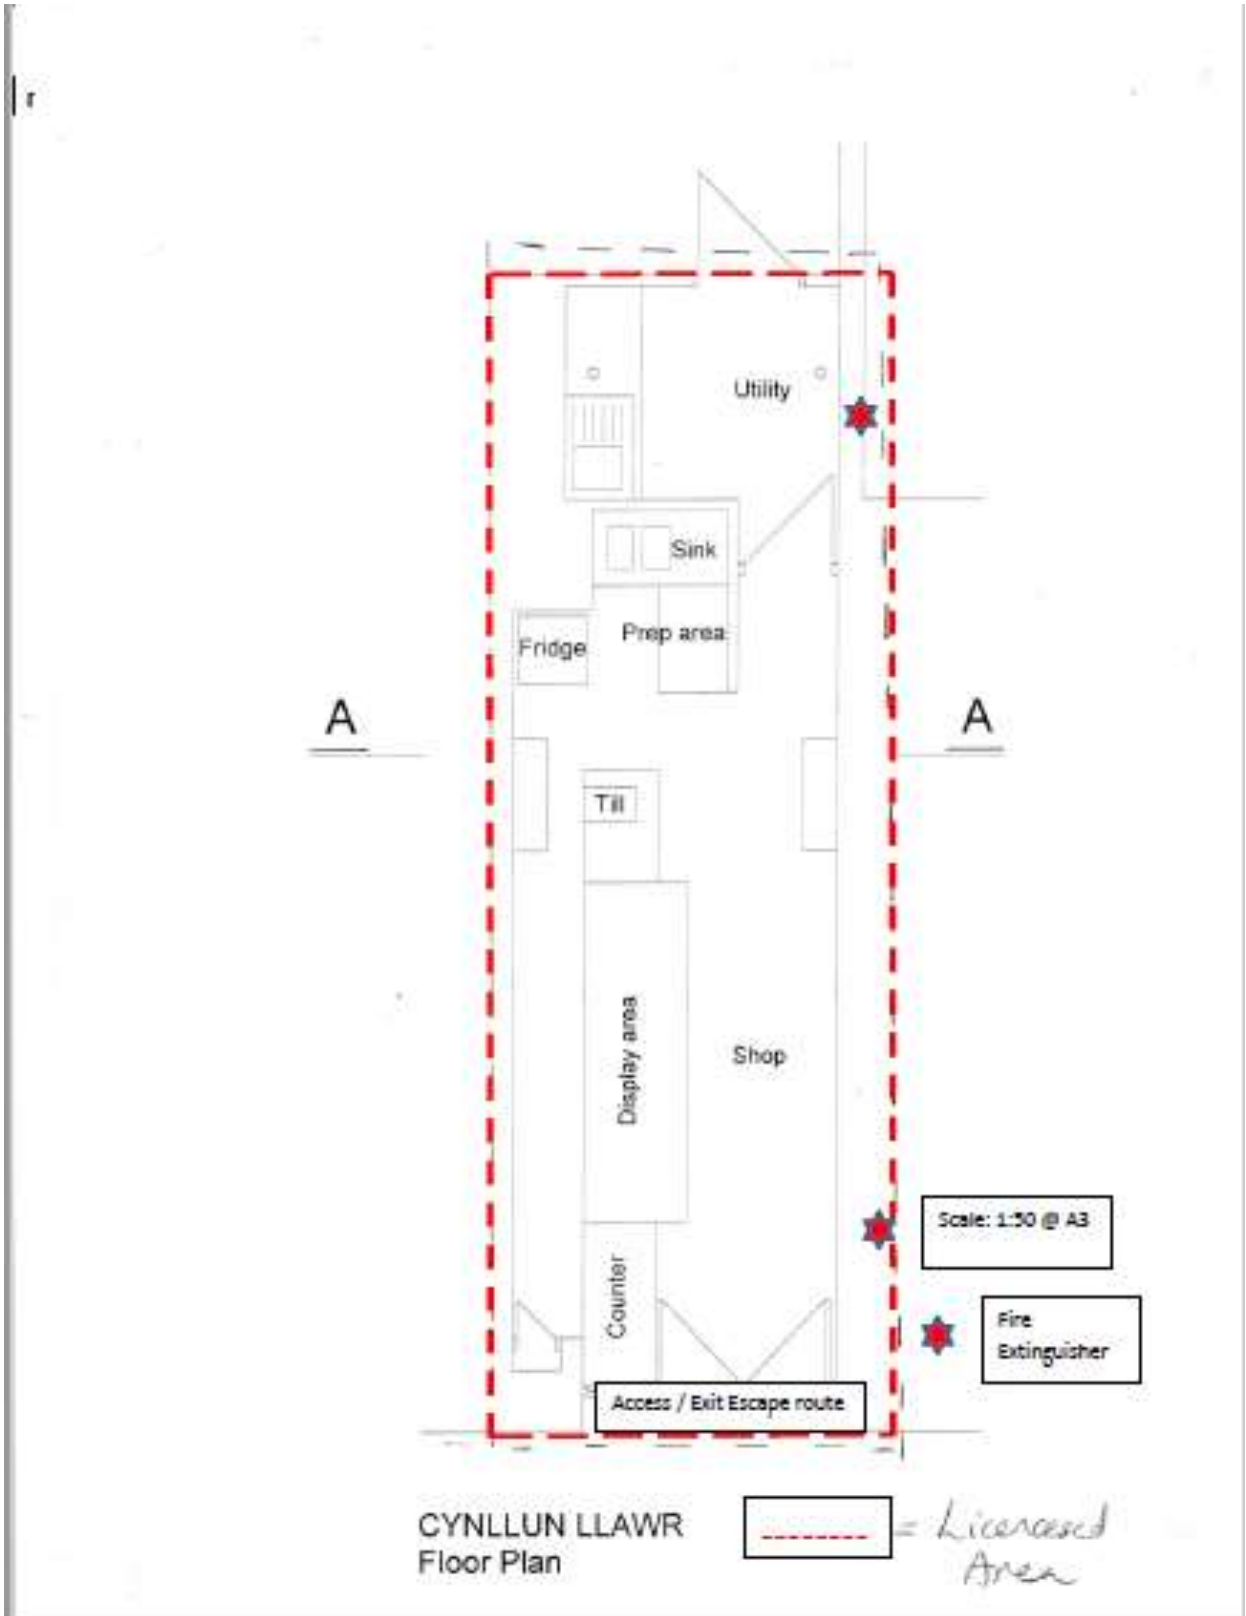 r
Utility
Sink
Prep area
Fridge
A
A
Till
Display area
Shop
Scale: 1:50 @ A3
Counter
Fire
Extinguisher
Access / Exit Escape route
CYNLLUN LLAWR
Floor Plan
= Licenced
Area